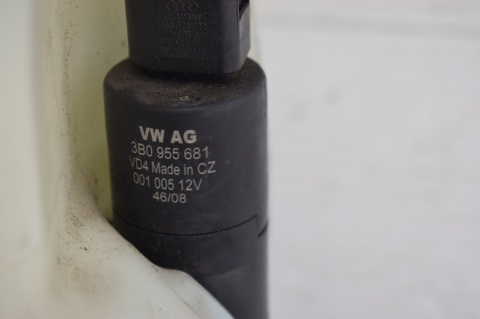 VW AG
3B0 955 681
VD4 Made in CZ
001 005 12V
46/08